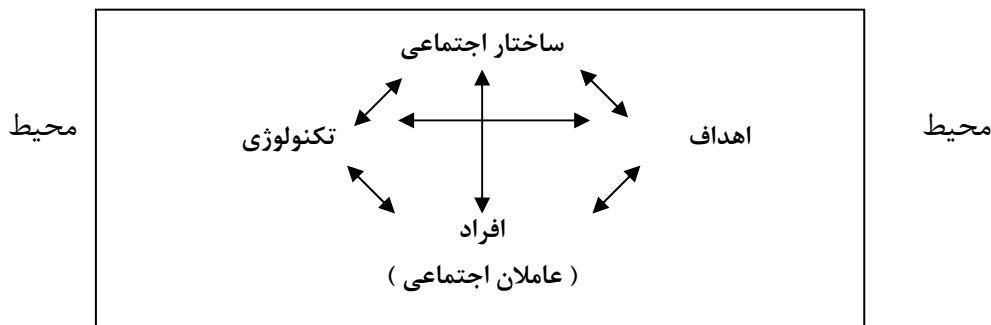 ساختار اجتماعی
محیط
اهداف
تکنولوژی
محیط
افراد
( عاملان اجتماعی )